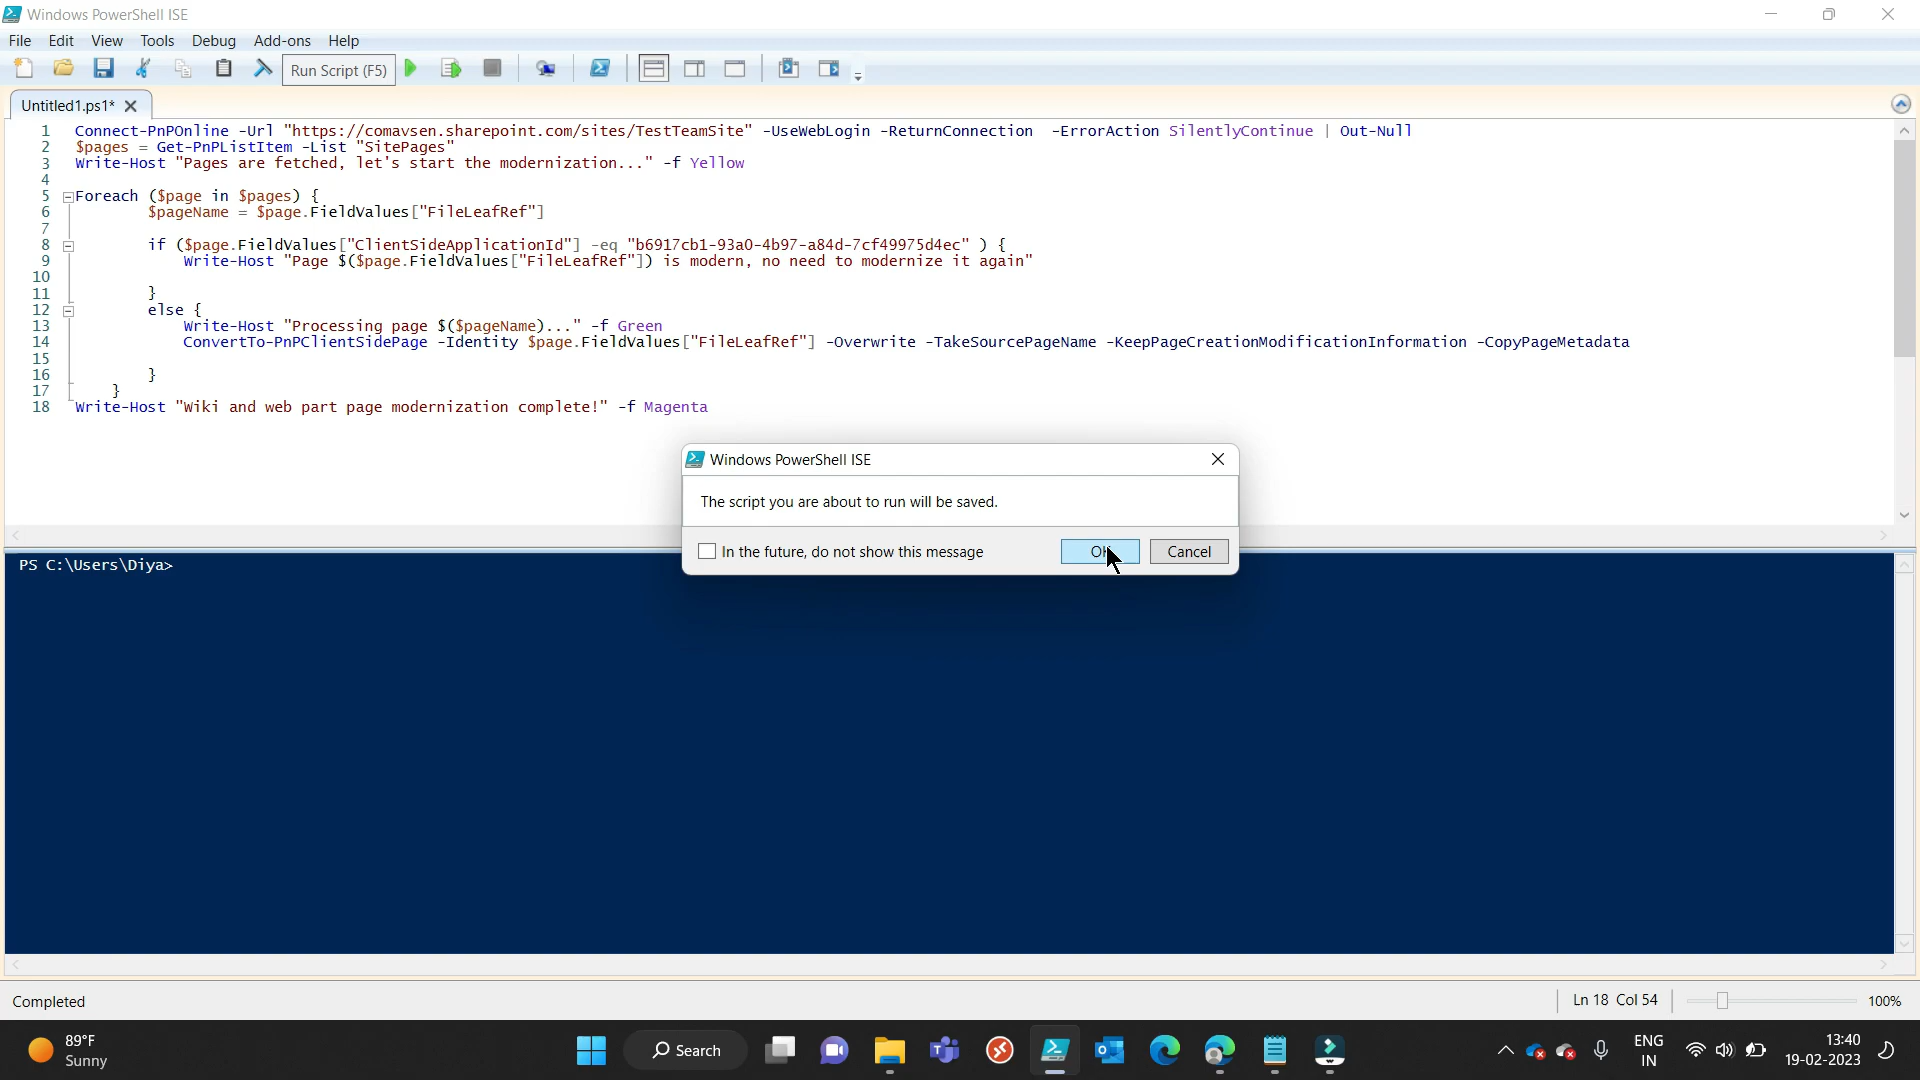 Windows PowerShell ISE
File Edit View Tools Debug Add-ons Help
Run Script (F5)
Untitled1.ps1*
1 Connect-PnPOnline -Url "https://comavsen.sharepoint.com/sites/TestTeamSite" -UseWebLogin -ReturnConnection -ErrorAction SilentlyContinue | Out-Null
2 $pages = Get-PnPListItem -List "SitePages"
3 Write-Host "Pages are fetched, let's start the modernization..." -f Yellow
4
5 Foreach ($page in $pages) {
6 $pageName = $page.FieldValues["FileLeafRef"]
7
8 if ($page.FieldValues["ClientSideApplicationId"] -eq "b6917cb1-93a0-4b97-a84d-7cf49975d4ec" ) {
9 Write-Host "Page $($page.FieldValues["FileLeafRef"]) is modern, no need to modernize it again"
10
11 }
12 else {
13 Write-Host "Processing page $($pageName)..." -f Green
14 ConvertTo-PnPClientSidePage -Identity $page.FieldValues["FileLeafRef"] -Overwrite -TakeSourcePageName -KeepPageCreationModificationInformation -CopyPageMetadata
15
16 }
17 }
18 Write-Host "Wiki and web part page modernization complete!" -f Magenta
Windows PowerShell ISE
The script you are about to run will be saved.
In the future, do not show this message OK Cancel
PS C:\Users\Diya>
Completed Ln 18 Col 54 100%
89°F
Sunny
Search
ENG
IN
13:40
19-02-2023